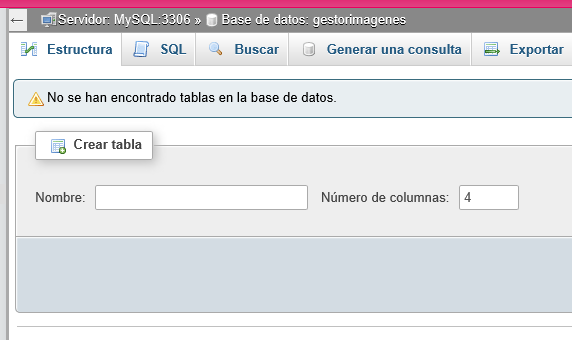 Servidor: MySQL:3306 » Base de datos: gestorimagenes
Estructura SQL Buscar Generar una consulta Exportar
No se han encontrado tablas en la base de datos.
Crear tabla
Nombre: Número de columnas: 4